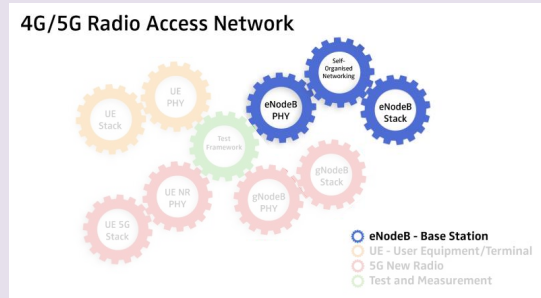 4G/5G Radio Access Network
Self-
Organised
Networking
UE
PHY
eNodeB
PHY
eNodeB
Stack
UE
Stack
Test
Framework
gNodeB
Stack
UE NR
PHY
gNodeB
PHY
UE 5G
Stack
eNodeB - Base Station
UE - User Equipment/Terminal
5G New Radio
Test and Measurement